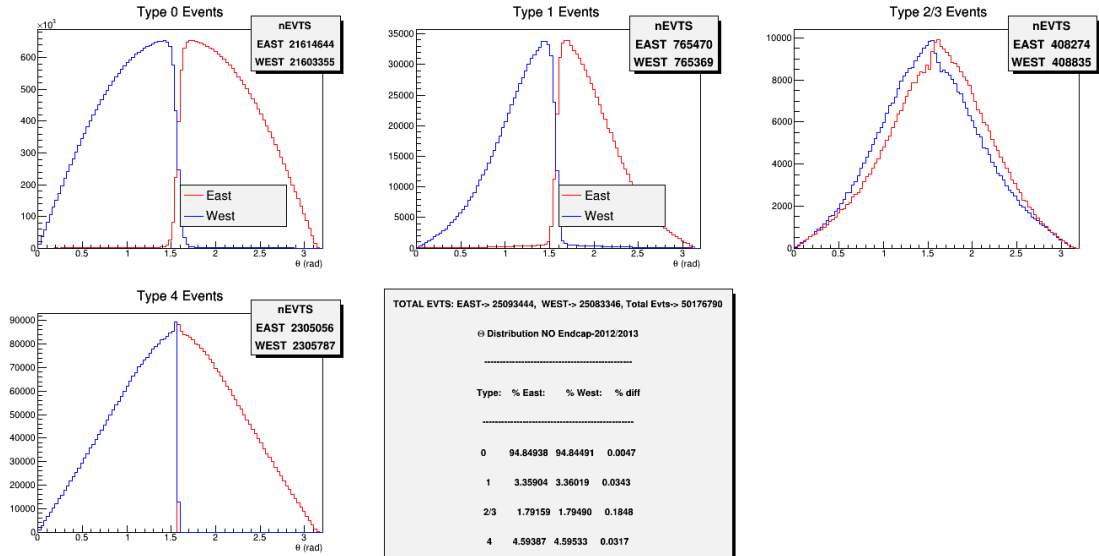 Type 0 Events
×10³
nEVTS
EAST 21614644
WEST 21603355
600
500
400
300
200
100
0
East
West
0 0.5 1 1.5 2 2.5 3
θ (rad)
Type 1 Events
nEVTS
EAST 765470
WEST 765369
35000
30000
25000
20000
15000
10000
5000
0
East
West
0 0.5 1 1.5 2 2.5 3
θ (rad)
Type 2/3 Events
nEVTS
EAST 408274
WEST 408835
10000
8000
6000
4000
2000
0
0 0.5 1 1.5 2 2.5 3
θ (rad)
Type 4 Events
nEVTS
EAST 2305056
WEST 2305787
90000
80000
70000
60000
50000
40000
30000
20000
10000
0
0 0.5 1 1.5 2 2.5 3
θ (rad)
TOTAL EVTS: EAST-> 25093444, WEST-> 25083346, Total Evts-> 50176790
Θ Distribution NO Endcap-2012/2013
------------------------------------------------
Type: % East: % West: % diff
------------------------------------------------
0 94.84938 94.84491 0.0047
1 3.35904 3.36019 0.0343
2/3 1.79159 1.79490 0.1848
4 4.59387 4.59533 0.0317